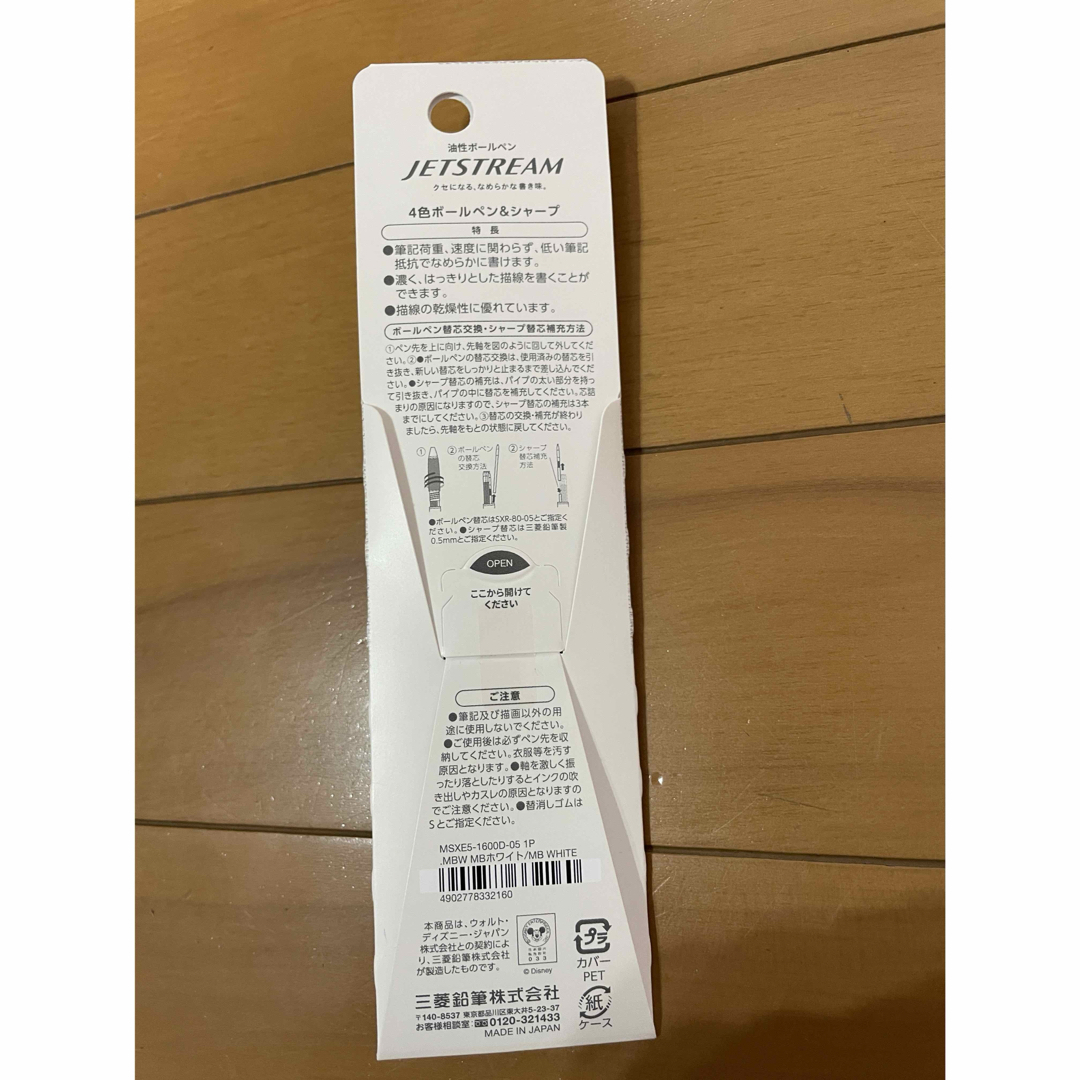 油性ボールペン
JETSTREAM
クセになる、なめらかな書き味。
4色ボールペン&シャープ
特長
●筆記荷重、速度に関わらず、低い筆記
抵抗でなめらかに書けます。
●濃く、はっきりとした描線を書くことが
できます。
●描線の乾燥性に優れています。
ボールペン替芯交換・シャープ替芯補充方法
①ペン先を上に向け、先軸を図のように回して外してくだ
さい。②●ボールペンの替芯交換は、使用済みの替芯を引
き抜き、新しい替芯をしっかりと止まるまで差し込んでくだ
さい。●シャープ替芯の補充は、パイプの太い部分を持っ
て引き抜き、パイプの中に替芯を補充してください。芯詰
まりの原因になりますので、シャープ替芯の補充は3本
までにしてください。③替芯の交換・補充が終わり
ましたら、先軸をもとの状態に戻してください。
①
②ボールペン
の替芯
交換方法
②シャープ
替芯補充
方法
●ボールペン替芯はSXR-80-05とご指定く
ださい。●シャープ替芯は三菱鉛筆製
0.5mmとご指定ください。
OPEN
ここから開けて
ください
ご注意
●筆記及び描画以外の用
途に使用しないでください。
●ご使用後は必ずペン先を収
納してください。衣服等を汚す
原因となります。●軸を激しく振
ったり落としたりするとインクの吹
き出しやカスレの原因となりますの
でご注意ください。●替消しゴムは
Sとご指定ください。
MSXE5-1600D-05 1P
.MBW MBホワイト/MB WHITE
4902778332160
本商品は、ウォルト・
ディズニー・ジャパン
株式会社との契約によ
り、三菱鉛筆株式会社
が製造したものです。
© Disney
プラ
カバー
PET
紙
ケース
三菱鉛筆株式会社
〒140-8537 東京都品川区東大井5-23-37
お客様相談室:0120-321433
MADE IN JAPAN